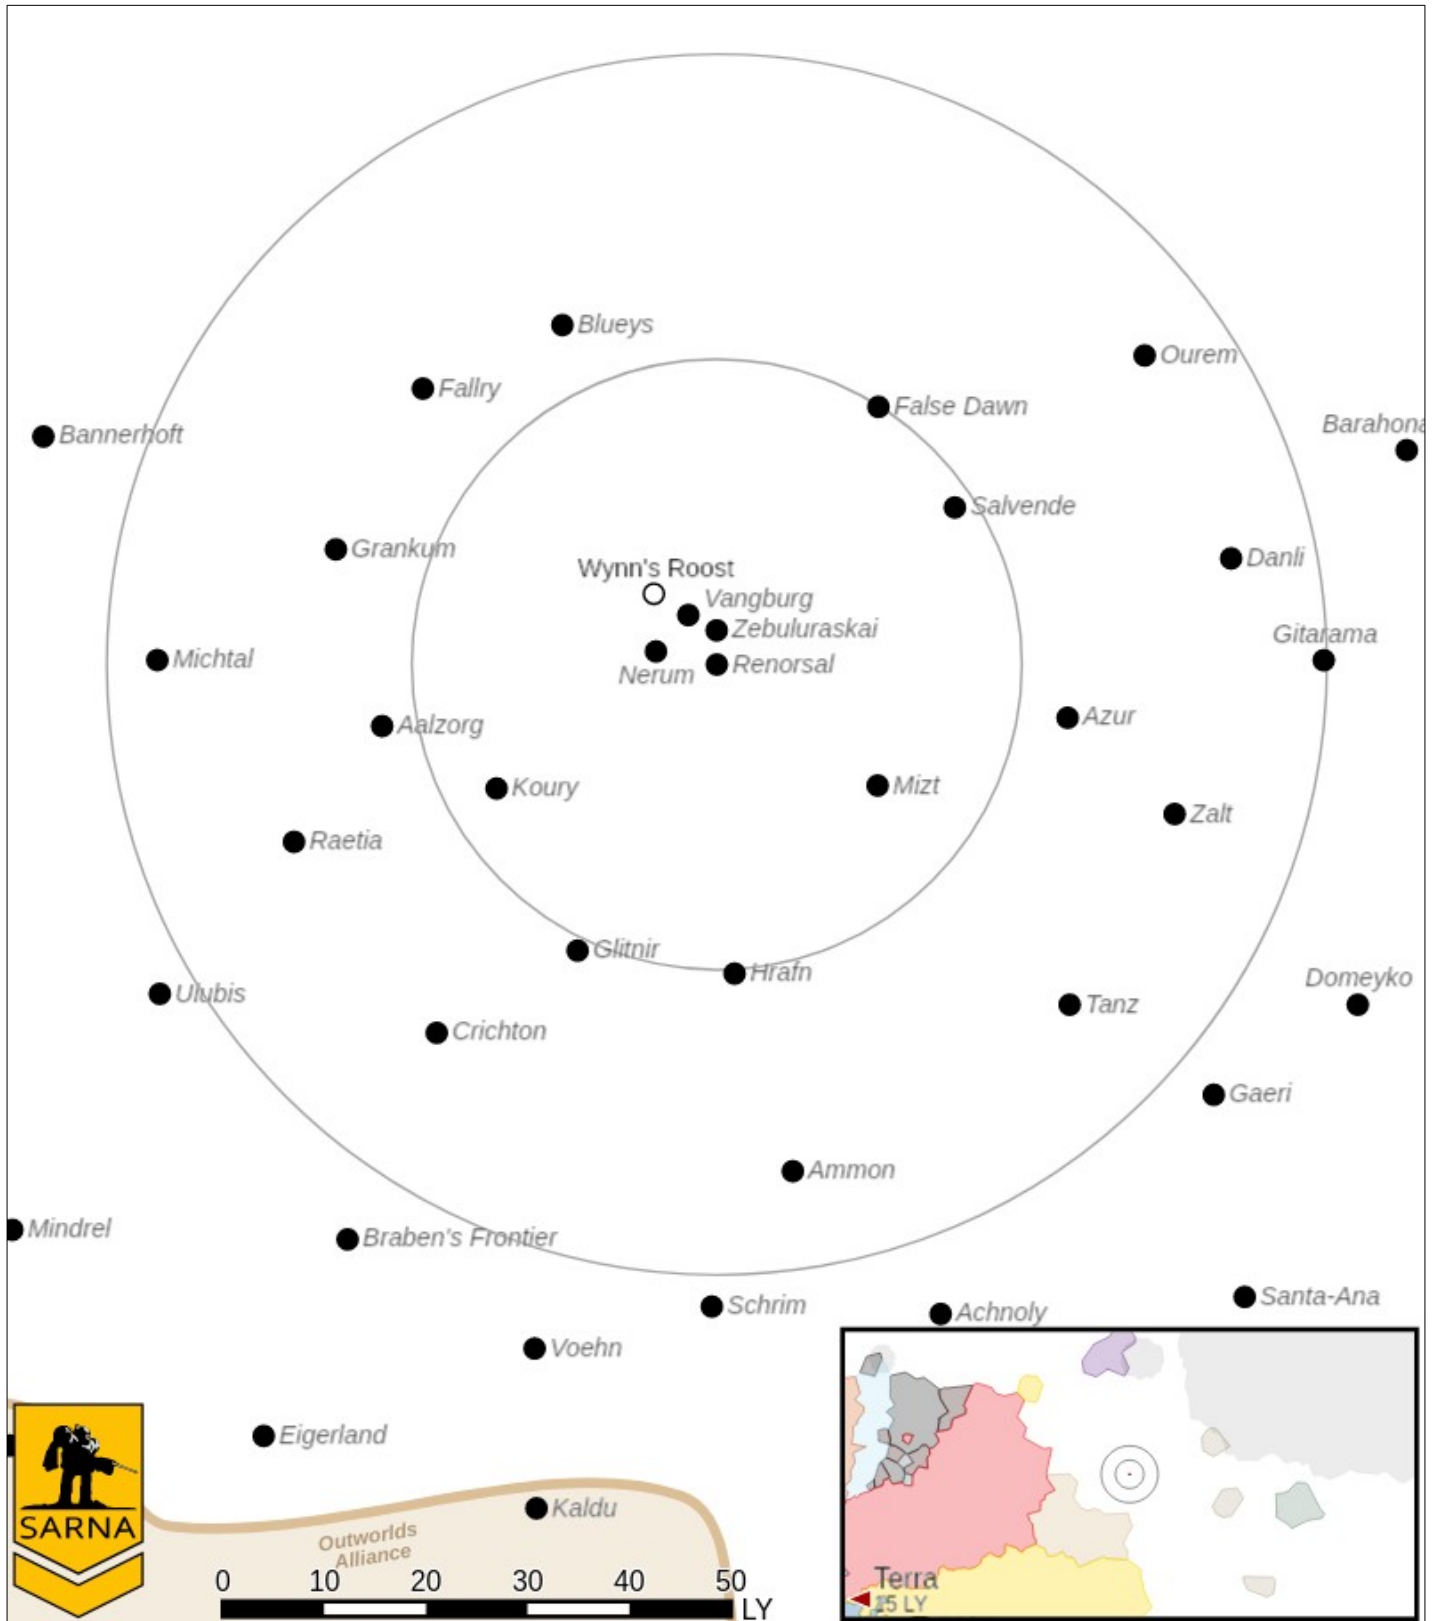 Blueys
Ourem
Fallry
False Dawn
Barahona
Bannerhoft
Salvende
Grankum
Danli
Wynn's Roost
Vangburg
Zebuluraskai
Gitarama
Michtal
Renorsal
Nerum
Azur
Aalzorg
Koury
Mizt
Zalt
Raetia
Glitnir
Hrafn
Domeyko
Ulubis
Tanz
Crichton
Gaeri
Ammon
Mindrel
Braben's Frontier
Santa-Ana
Schrim
Achnoly
Voehn
Eigerland
Kaldu
SARNA
Outworlds
Alliance
0 10 20 30 40 50
LY
Terra
15 LY